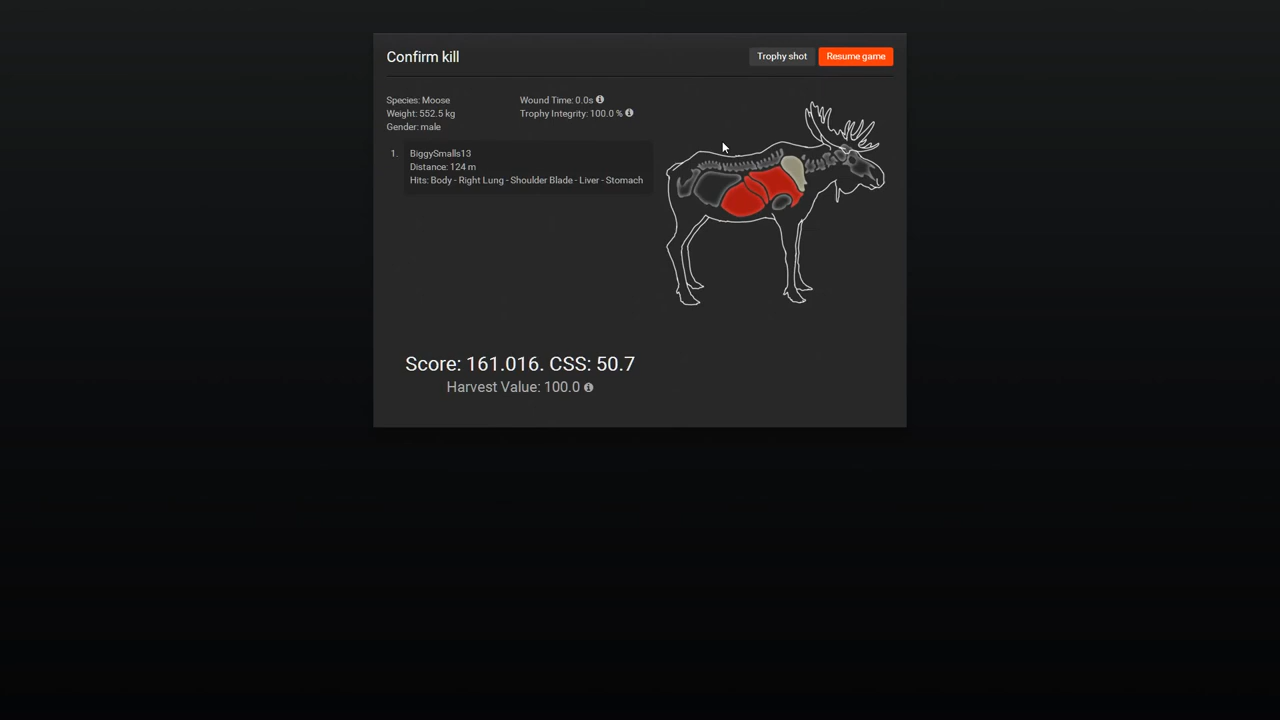 Confirm kill
Trophy shot
Resume game
Species: Moose
Weight: 552.5 kg
Gender: male
Wound Time: 0.0s
Trophy Integrity: 100.0 %
1.
BiggySmalls13
Distance: 124 m
Hits: Body - Right Lung - Shoulder Blade - Liver - Stomach
Score: 161.016. CSS: 50.7
Harvest Value: 100.0